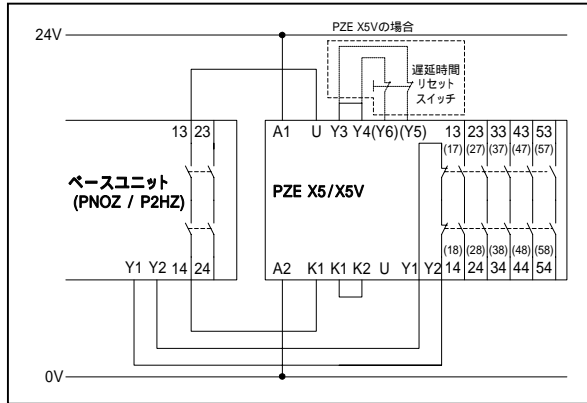 PZE X5Vの場合
24V
遅延時間
リセット
スイッチ
13 23
A1 U Y3 Y4(Y6) (Y5) 13 23 33 43 53
(17) (27) (37) (47) (57)
ベースユニット
(PNOZ / P2HZ)
PZE X5/X5V
(18) (28) (38) (48) (58)
Y1 Y2 14 24
A2 K1 K1 K2 U Y1 Y2 14 24 34 44 54
0V